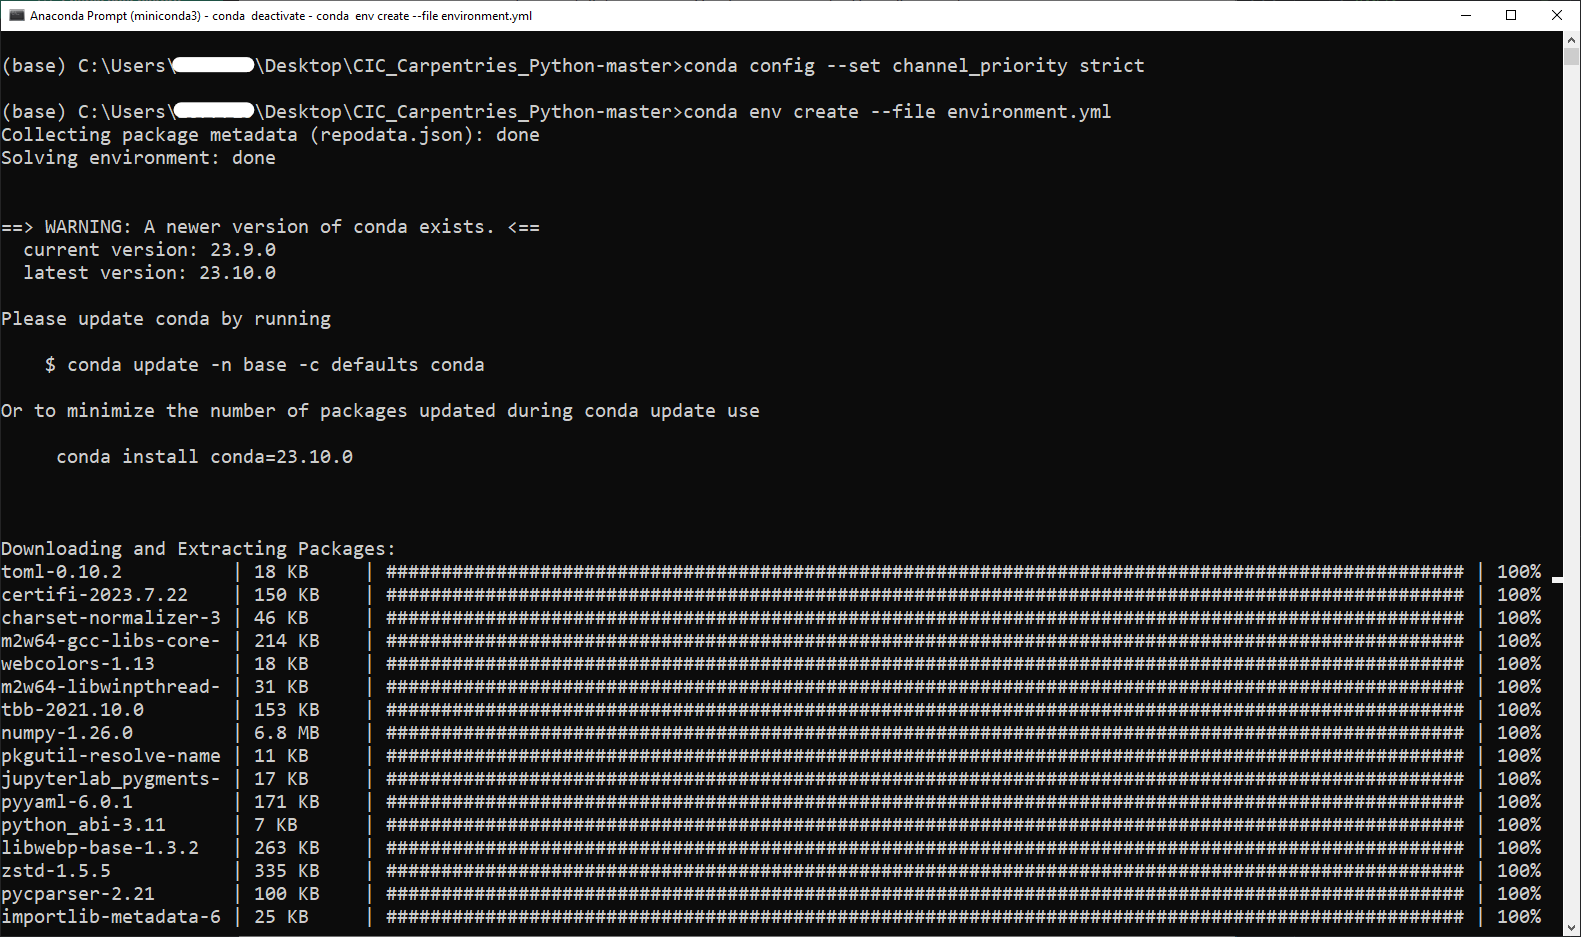 Anaconda Prompt (miniconda3) - conda  deactivate - conda  env create --file environment.yml
(base) C:\Users\ \Desktop\CIC_Carpentries_Python-master>conda config --set channel_priority strict
(base) C:\Users\ \Desktop\CIC_Carpentries_Python-master>conda env create --file environment.yml
Collecting package metadata (repodata.json): done
Solving environment: done
==> WARNING: A newer version of conda exists. <==
  current version: 23.9.0
  latest version: 23.10.0
Please update conda by running
    $ conda update -n base -c defaults conda
Or to minimize the number of packages updated during conda update use
     conda install conda=23.10.0
Downloading and Extracting Packages:
toml-0.10.2          | 18 KB     | ################################################################################################## | 100%
certifi-2023.7.22    | 150 KB    | ################################################################################################## | 100%
charset-normalizer-3 | 46 KB     | ################################################################################################## | 100%
m2w64-gcc-libs-core- | 214 KB    | ################################################################################################## | 100%
webcolors-1.13       | 18 KB     | ################################################################################################## | 100%
m2w64-libwinpthread- | 31 KB     | ################################################################################################## | 100%
tbb-2021.10.0        | 153 KB    | ################################################################################################## | 100%
numpy-1.26.0         | 6.8 MB    | ################################################################################################## | 100%
pkgutil-resolve-name | 11 KB     | ################################################################################################## | 100%
jupyterlab_pygments- | 17 KB     | ################################################################################################## | 100%
pyyaml-6.0.1         | 171 KB    | ################################################################################################## | 100%
python_abi-3.11      | 7 KB      | ################################################################################################## | 100%
libwebp-base-1.3.2   | 263 KB    | ################################################################################################## | 100%
zstd-1.5.5           | 335 KB    | ################################################################################################## | 100%
pycparser-2.21       | 100 KB    | ################################################################################################## | 100%
importlib-metadata-6 | 25 KB     | ################################################################################################## | 100%